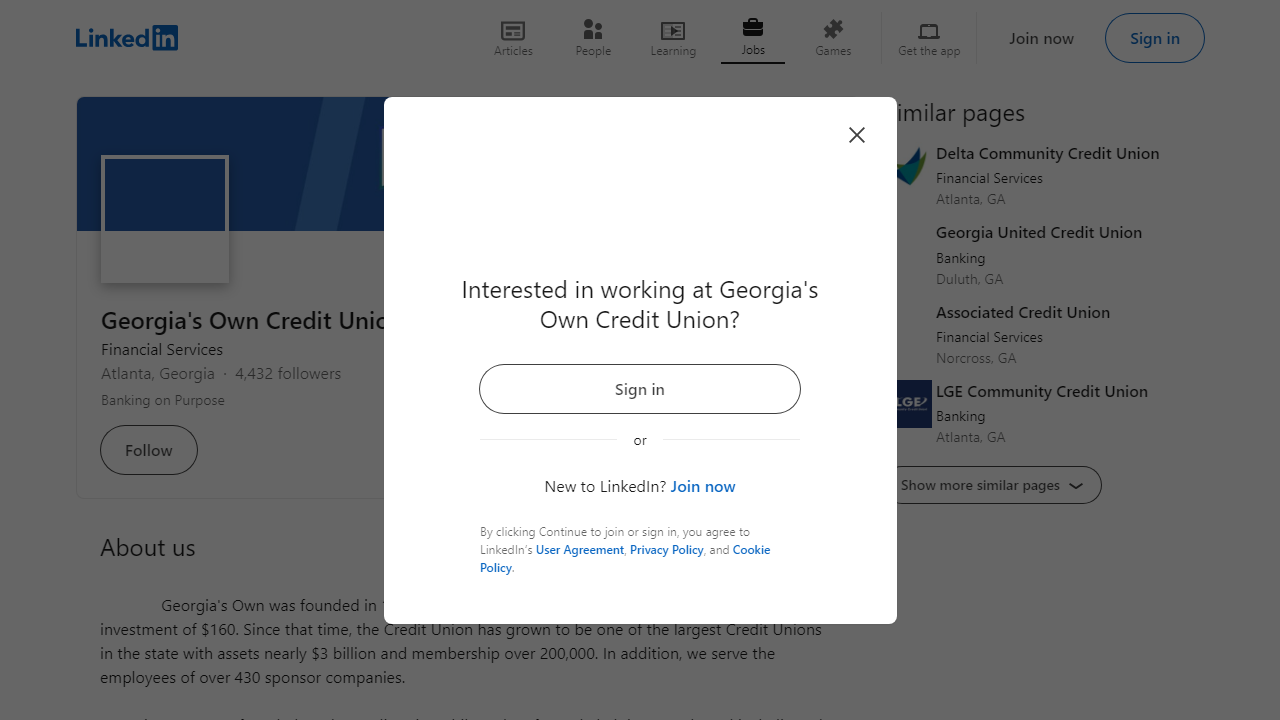 LinkedIn
Articles
People
Learning
Jobs
Games
Get the app
Join now
Sign in
Interested in working at Georgia's
Own Credit Union?
Sign in
or
New to LinkedIn? Join now
By clicking Continue to join or sign in, you agree to
LinkedIn's User Agreement, Privacy Policy, and Cookie
Policy.
Georgia's Own Credit
Financial Services
Atlanta, Georgia · 4,432 followers
Banking on Purpose
Follow
About us
Georgia's Own was founded in
investment of $160. Since that time, the Credit Union has grown to be one of the largest Credit Unions
in the state with assets nearly $3 billion and membership over 200,000. In addition, we serve the
employees of over 430 sponsor companies.
pages
Delta Community Credit Union
Financial Services
Atlanta, GA
Georgia United Credit Union
Banking
Duluth, GA
Associated Credit Union
Financial Services
Norcross, GA
LGE
LGE Community Credit Union
Banking
Atlanta, GA
Show more similar pages